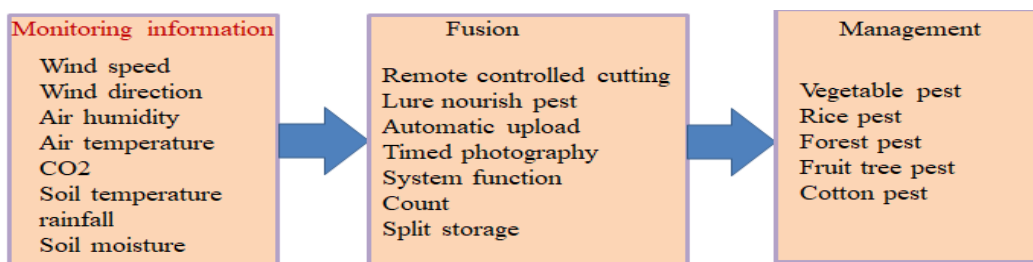 Monitoring information
Wind speed
Wind direction
Air humidity
Air temperature
CO2
Soil temperature
rainfall
Soil moisture
Fusion
Remote controlled cutting
Lure nourish pest
Automatic upload
Timed photography
System function
Count
Split storage
Management
Vegetable pest
Rice pest
Forest pest
Fruit tree pest
Cotton pest